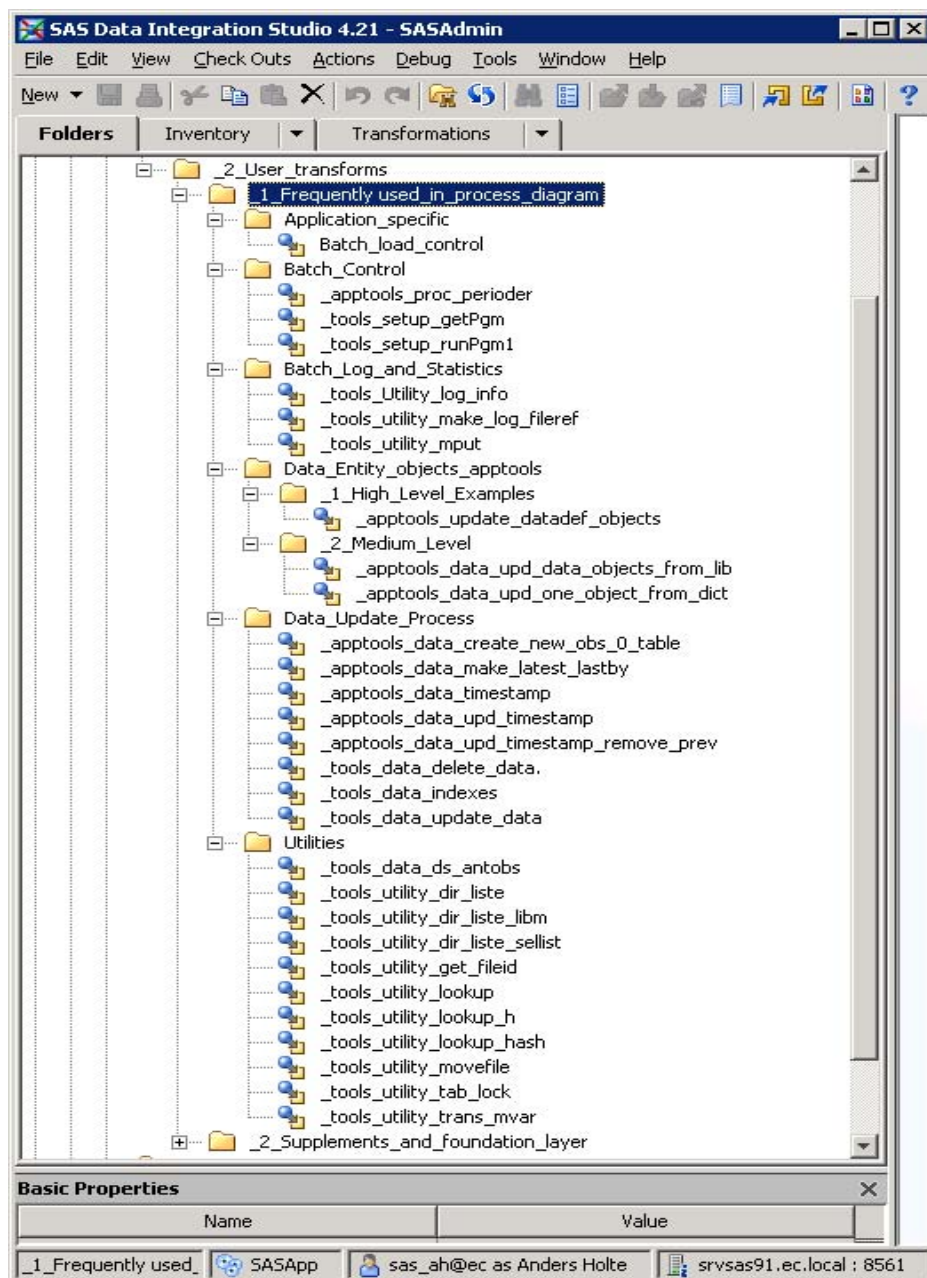 SAS Data Integration Studio 4.21 - SASAdmin
File Edit View Check Outs Actions Debug Tools Window Help
New
Folders Inventory Transformations
_2_User_transforms
_1_Frequently used_in_process_diagram
Application_specific
Batch_load_control
Batch_Control
_apptools_proc_perioder
_tools_setup_getPgm
_tools_setup_runPgm1
Batch_Log_and_Statistics
_tools_Utility_log_info
_tools_utility_make_log_fileref
_tools_utility_mput
Data_Entity_objects_apptools
_1_High_Level_Examples
_apptools_update_datadef_objects
_2_Medium_Level
_apptools_data_upd_data_objects_from_lib
_apptools_data_upd_one_object_from_dict
Data_Update_Process
_apptools_data_create_new_obs_0_table
_apptools_data_make_latest_lastby
_apptools_data_timestamp
_apptools_data_upd_timestamp
_apptools_data_upd_timestamp_remove_prev
_tools_data_delete_data.
_tools_data_indexes
_tools_data_update_data
Utilities
_tools_data_ds_antobs
_tools_utility_dir_liste
_tools_utility_dir_liste_libm
_tools_utility_dir_liste_sellist
_tools_utility_get_fileid
_tools_utility_lookup
_tools_utility_lookup_h
_tools_utility_lookup_hash
_tools_utility_movefile
_tools_utility_tab_lock
_tools_utility_trans_mvar
_2_Supplements_and_foundation_layer
Basic Properties
Name Value
_1_Frequently used_ SASApp sas_ah@ec as Anders Holte srvsas91.ec.local : 8561